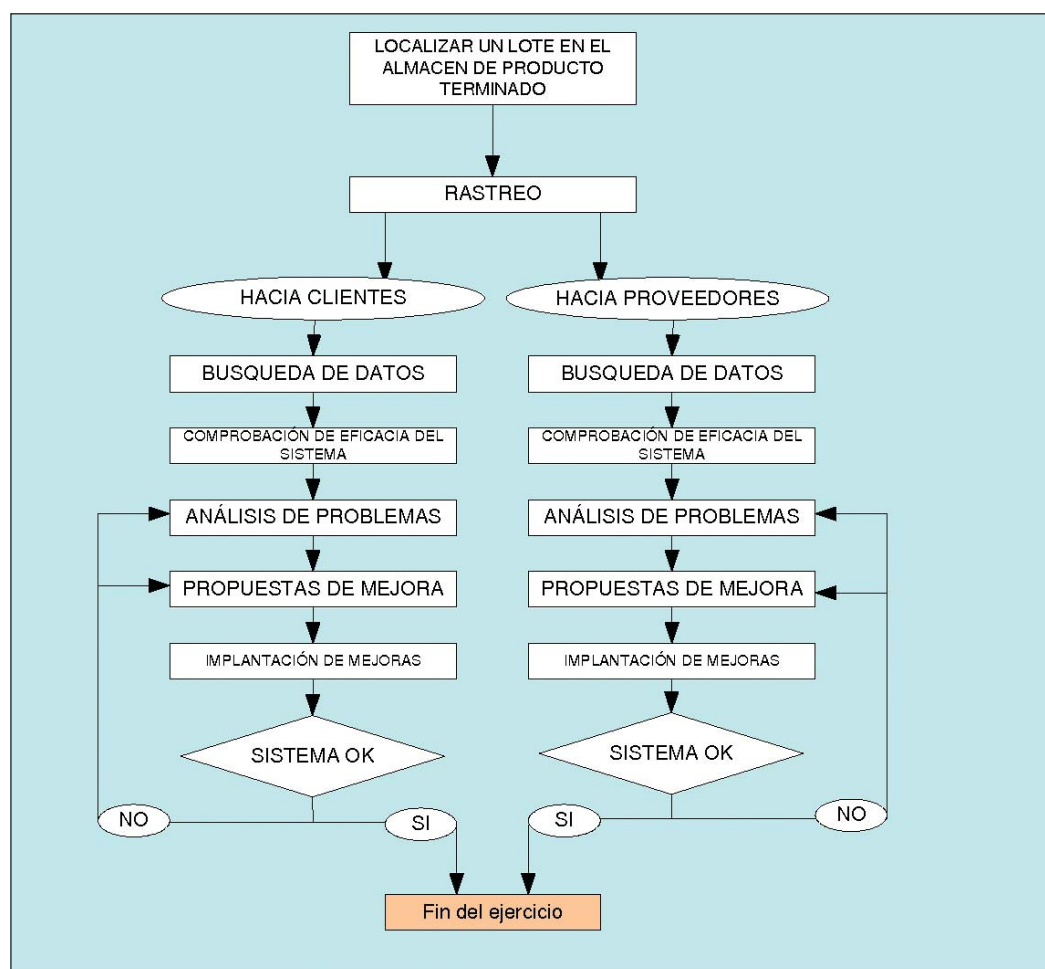 LOCALIZAR UN LOTE EN EL
ALMACEN DE PRODUCTO
TERMINADO
RASTREO
HACIA CLIENTES
HACIA PROVEEDORES
BUSQUEDA DE DATOS
BUSQUEDA DE DATOS
COMPROBACIÓN DE EFICACIA DEL
SISTEMA
COMPROBACIÓN DE EFICACIA DEL
SISTEMA
ANÁLISIS DE PROBLEMAS
ANÁLISIS DE PROBLEMAS
PROPUESTAS DE MEJORA
PROPUESTAS DE MEJORA
IMPLANTACIÓN DE MEJORAS
IMPLANTACIÓN DE MEJORAS
SISTEMA OK
SISTEMA OK
NO
SI
SI
NO
Fin del ejercicio